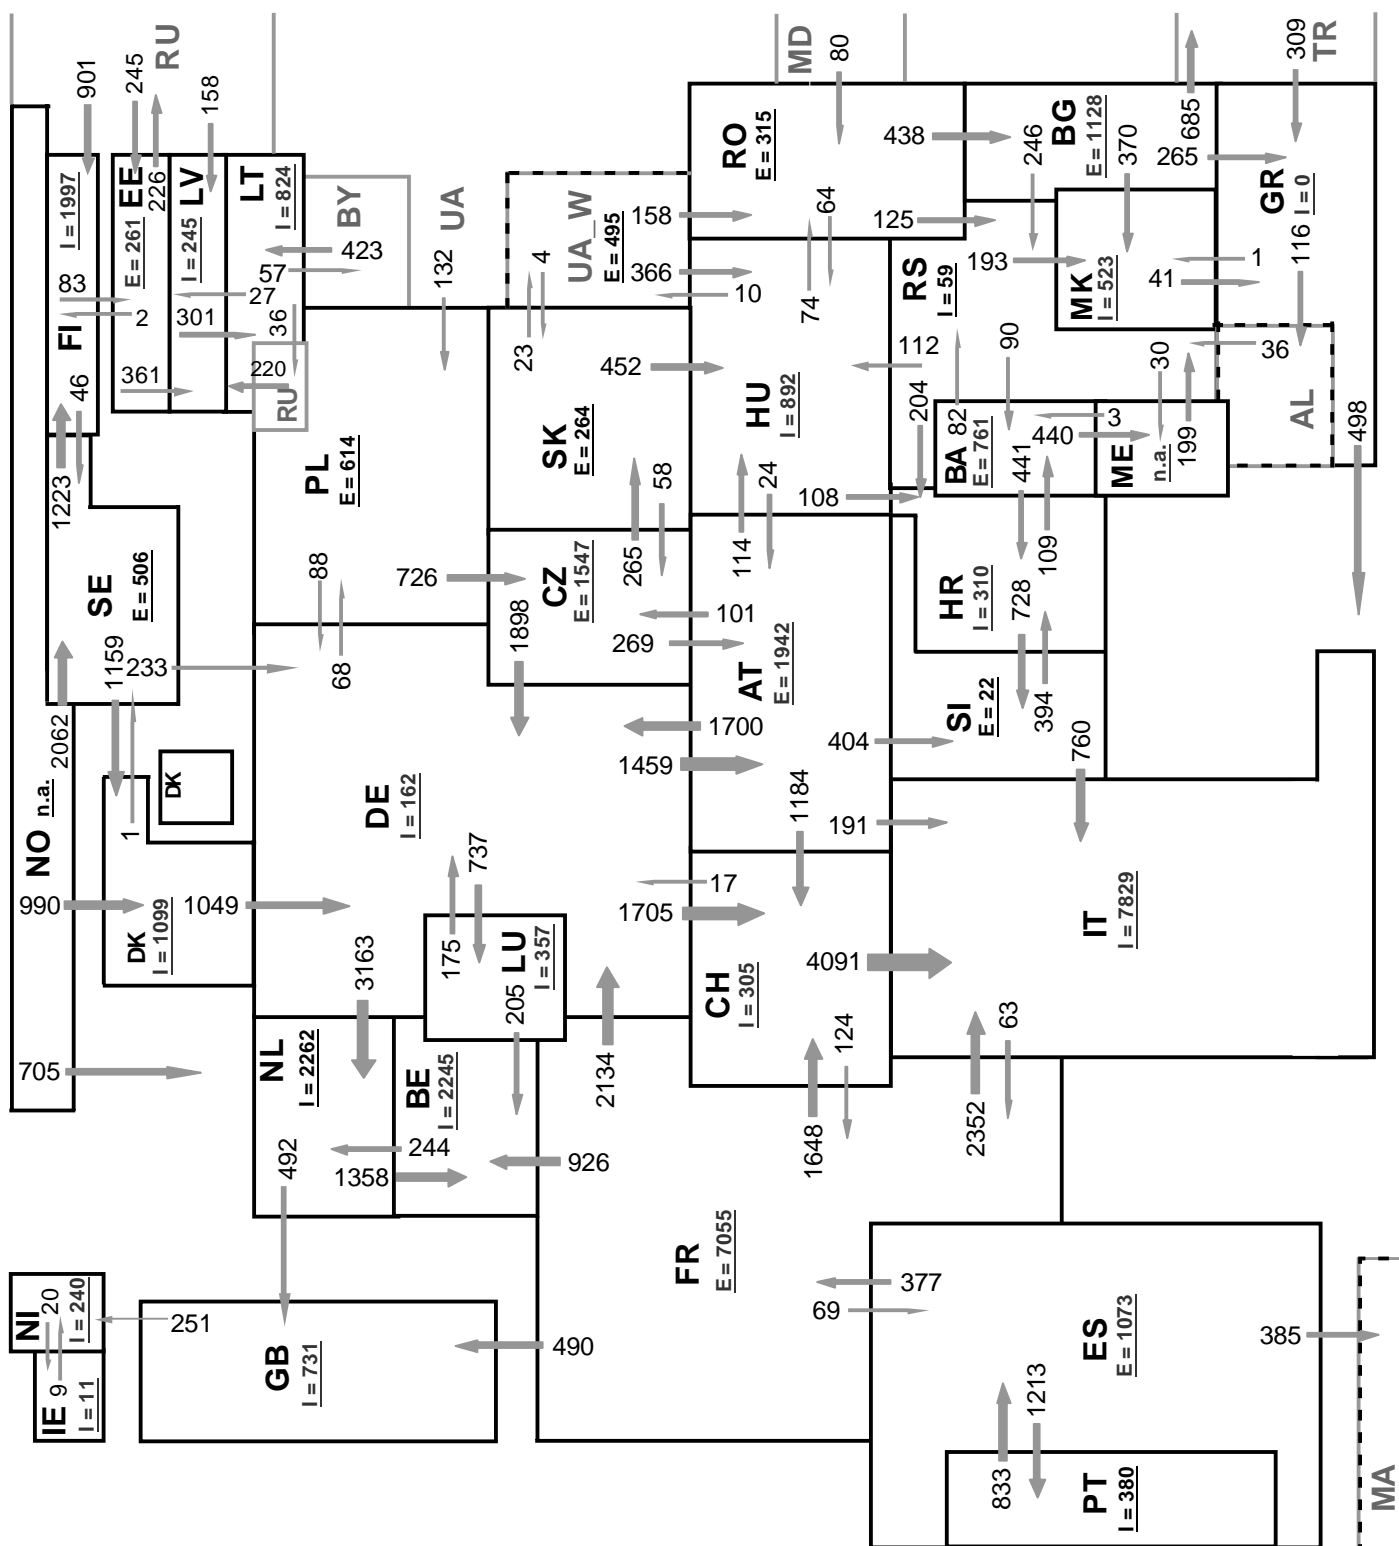 RU
901
245
158
226
I = 1997
EE
E = 261
LV
I = 245
LT
I = 824
BY
UA
423
57
83
2
27
301
36
FI
46
361
220
RU
1223
132
UA_W
E = 495
158
366
10
4
23
MD
80
309
TR
RO
E = 315
438
246
BG
E = 1128
370
685
265
GR
I = 0
64
125
74
RS
I = 59
193
MK
I = 523
41
1
116
36
AL
498
PL
E = 614
SK
E = 264
452
HU
I = 892
112
204
82
90
30
3
BA
E = 761
440
441
ME
n.a.
199
SE
E = 506
1159
233
2062
88
68
726
CZ
E = 1547
265
58
114
24
108
109
HR
I = 310
728
1898
101
269
AT
E = 1942
SI
E = 22
394
760
NO n.a.
1
DK
990
DK
I = 1099
1049
705
DE
I = 162
1700
1459
404
1184
191
175
737
17
1705
3163
LU
I = 357
205
CH
I = 305
4091
124
IT
I = 7829
NL
I = 2262
BE
I = 2245
2134
1648
2352
63
492
244
1358
926
FR
E = 7055
NI
20
I = 240
IE
9
I = 11
251
GB
I = 731
490
377
69
ES
E = 1073
385
833
1213
PT
I = 380
MA